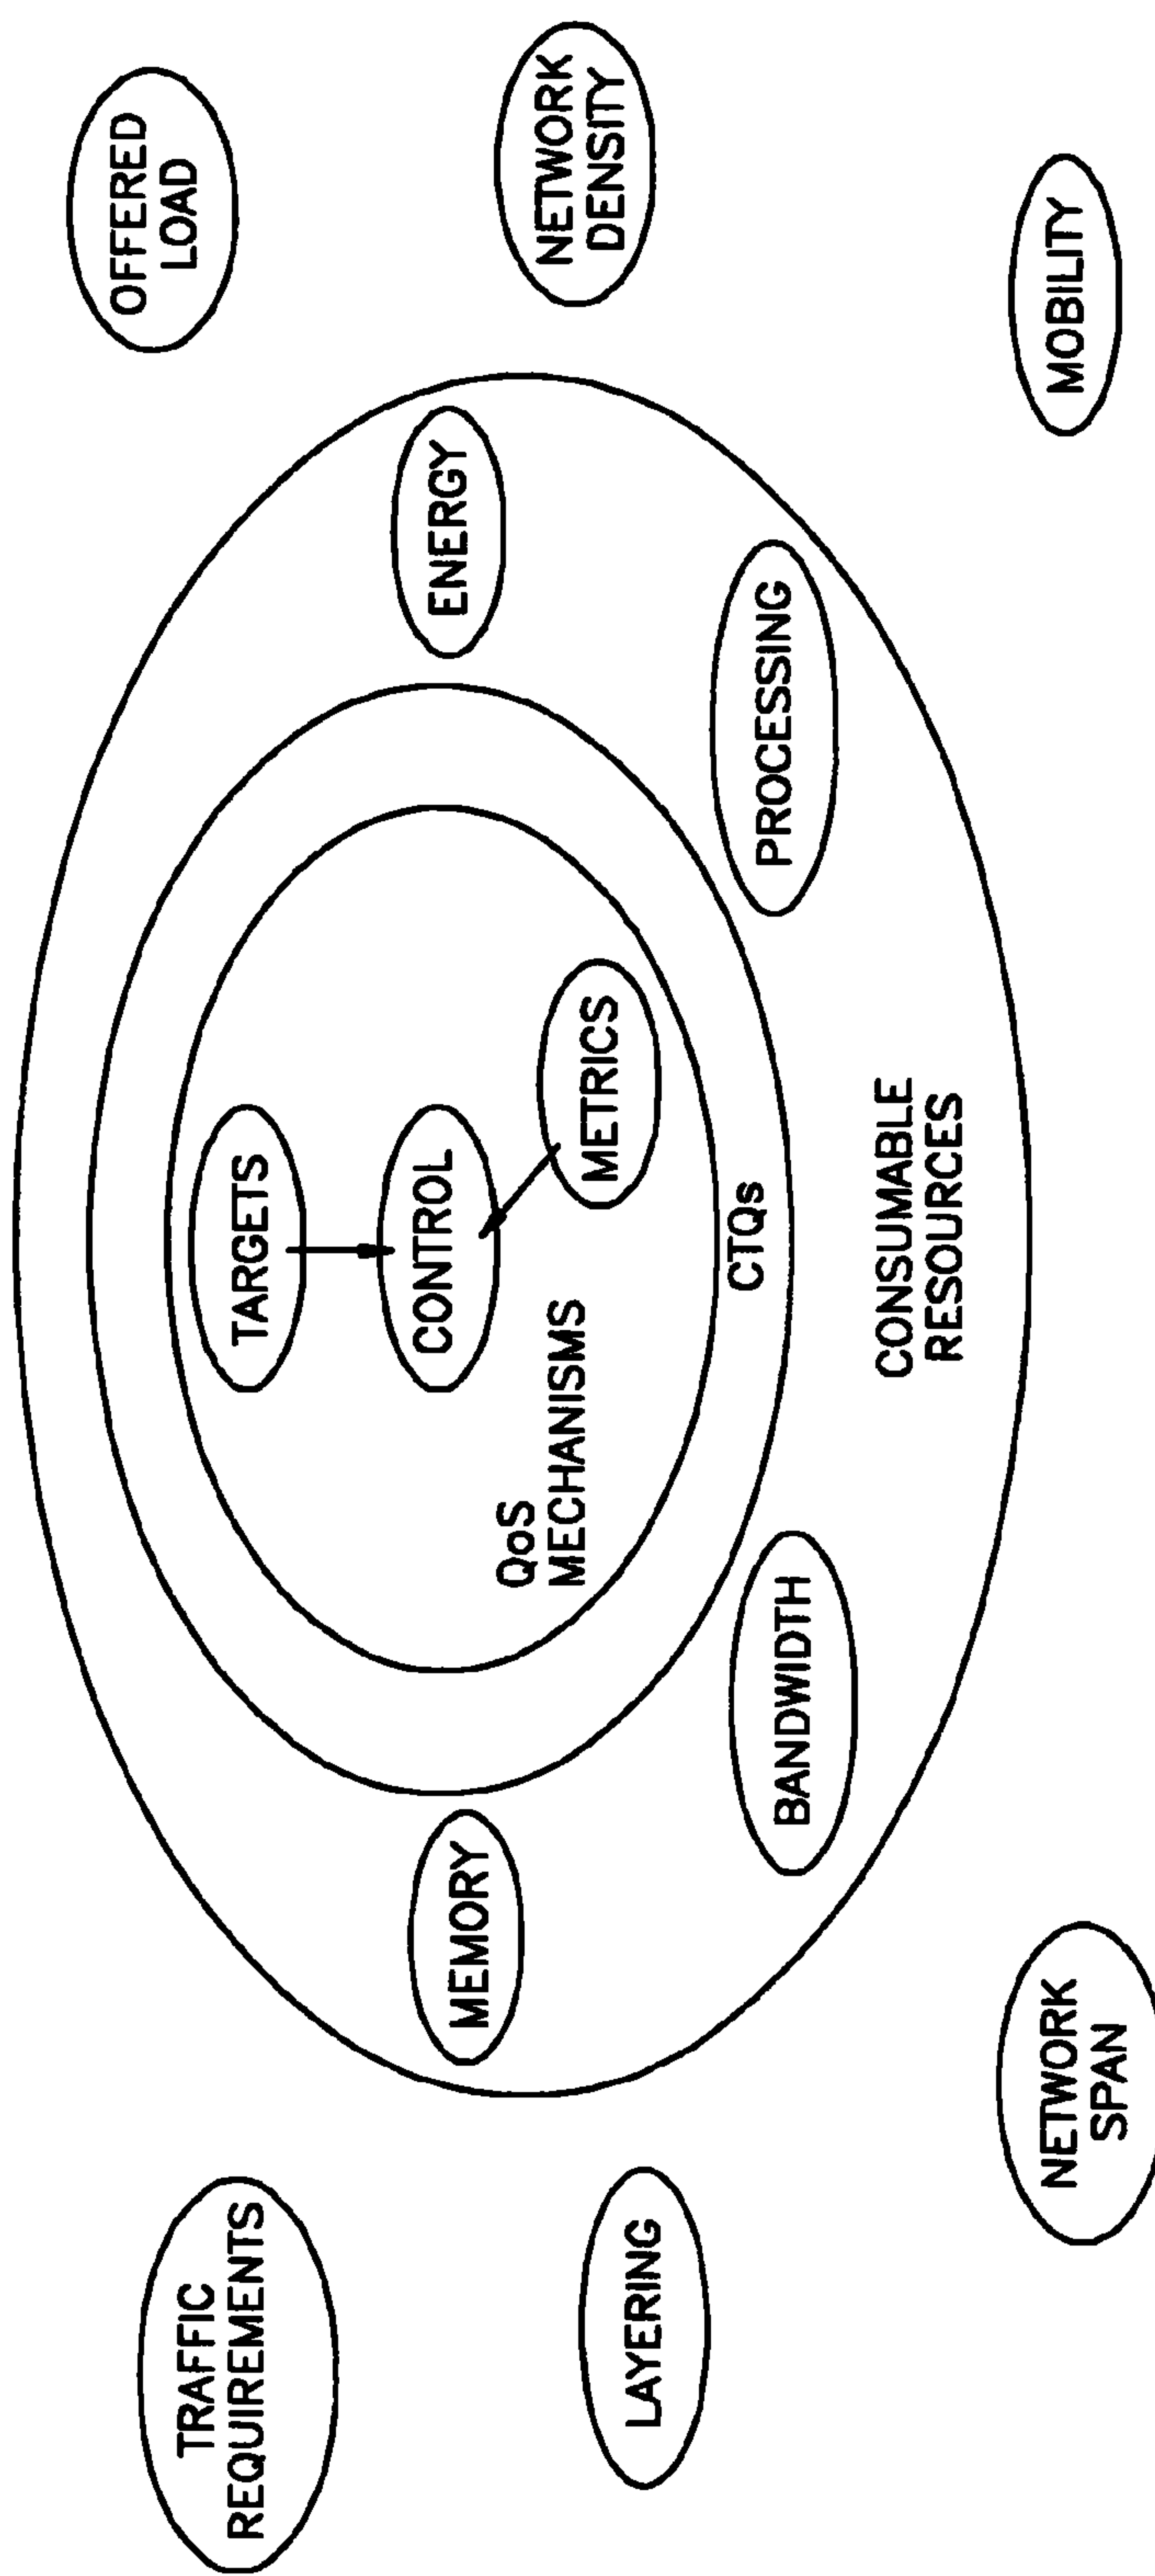 TRAFFIC
REQUIREMENTS
OFFERED
LOAD
LAYERING
NETWORK
DENSITY
NETWORK
SPAN
MOBILITY
MEMORY
ENERGY
BANDWIDTH
PROCESSING
CONSUMABLE
RESOURCES
CTQs
QoS
MECHANISMS
TARGETS
CONTROL
METRICS